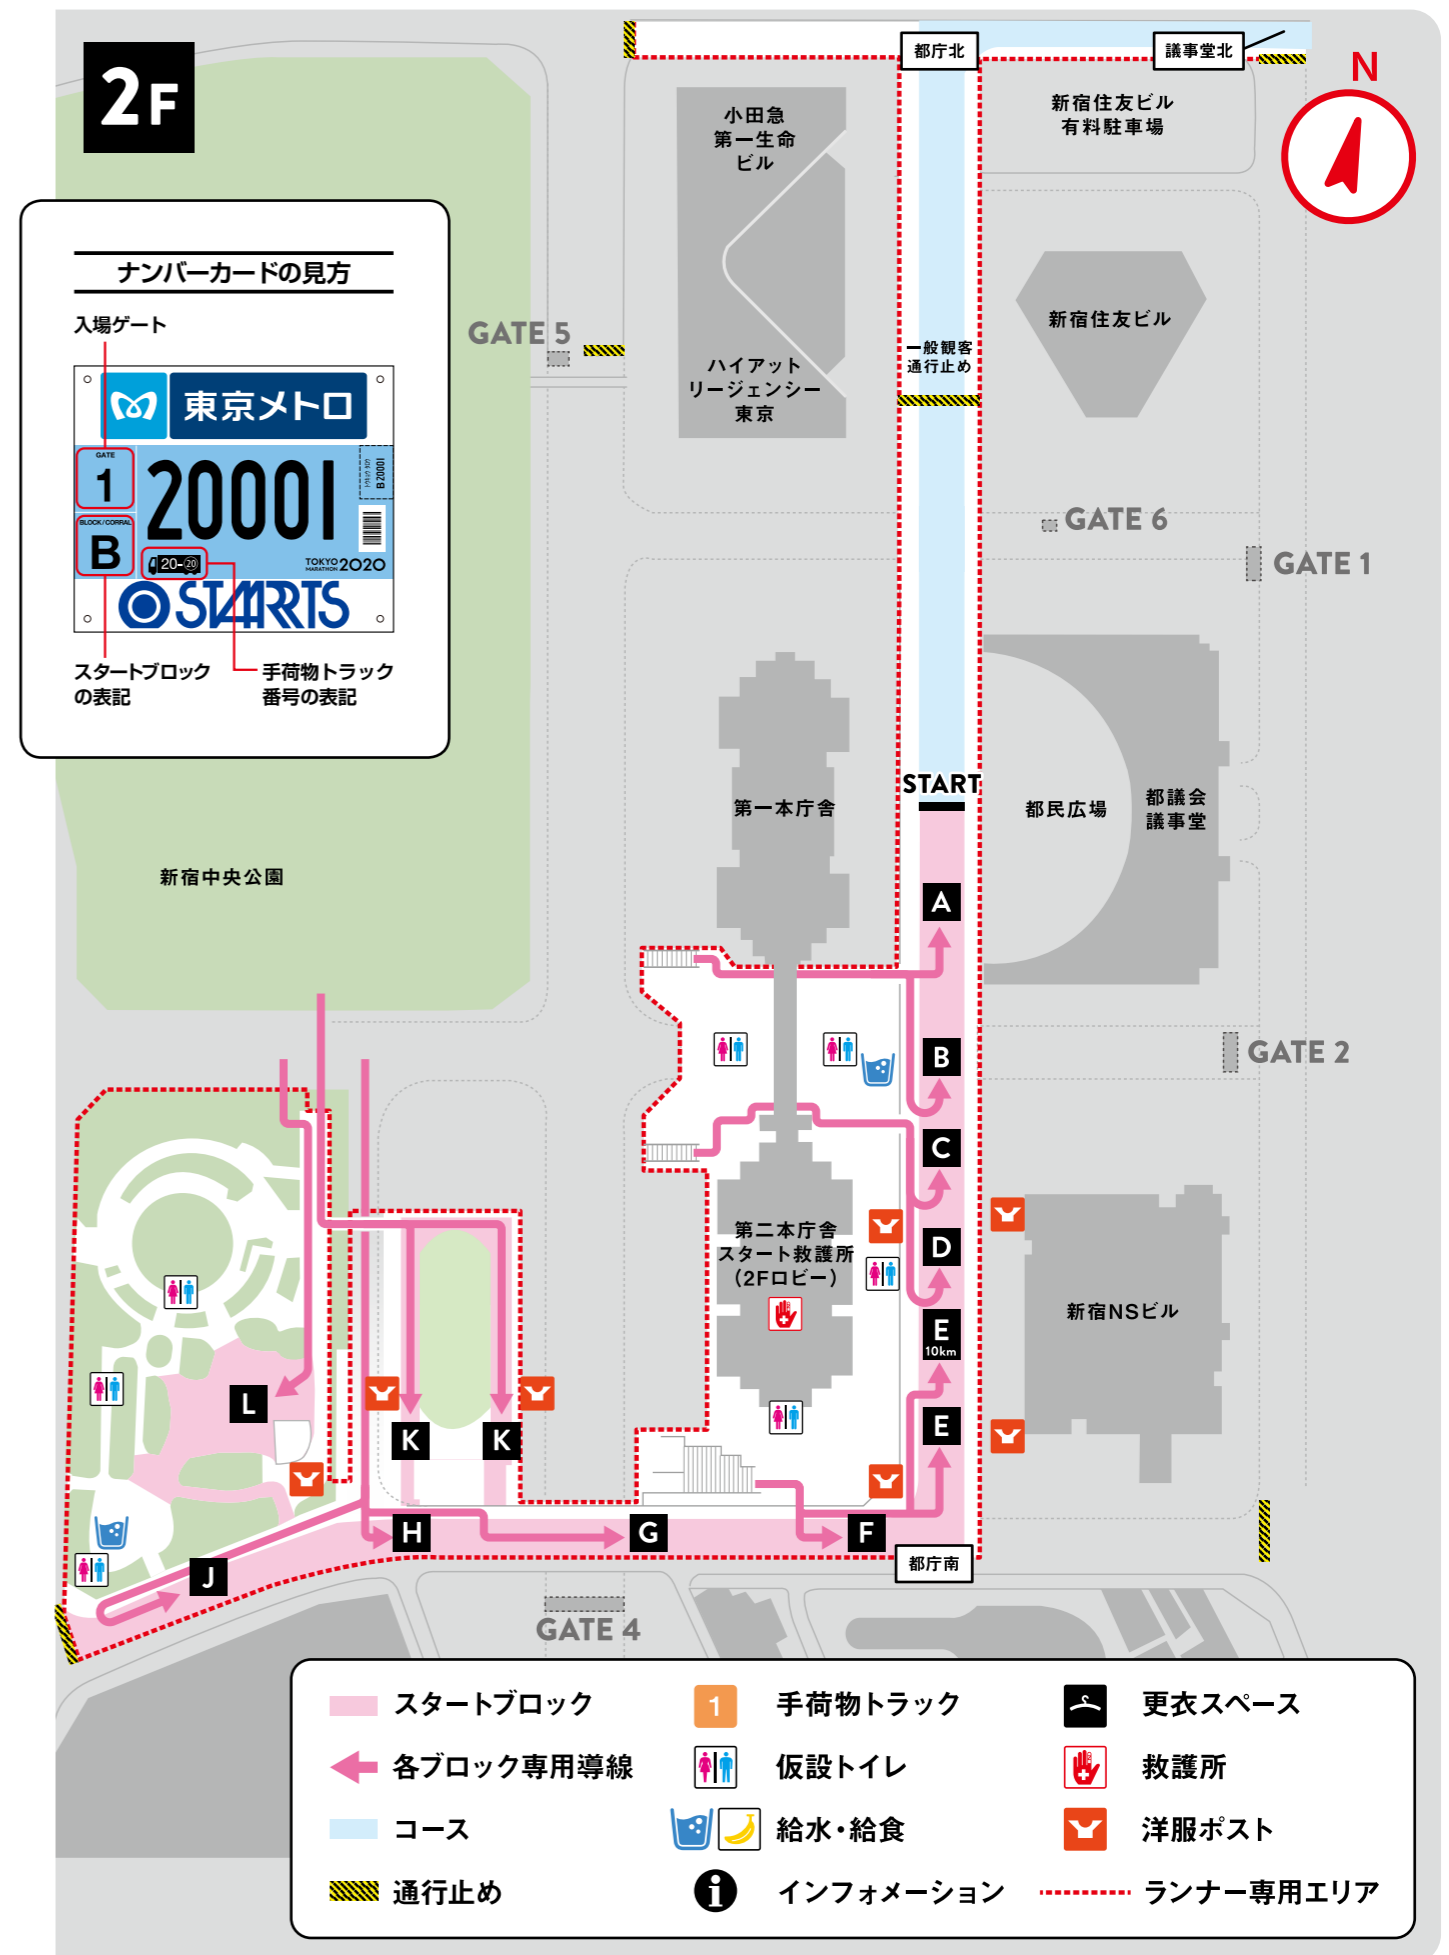 2F
都庁北
議事堂北
N
小田急
第一生命
ビル
新宿住友ビル
有料駐車場
ナンバーカードの見方
入場ゲート
東京メトロ
GATE
1
20001
B20001
BLOCK/CORRAL
B
20-⑳
TOKYO
MARATHON 2020
STARTS
スタートブロック
の表記
手荷物トラック
番号の表記
GATE 5
新宿住友ビル
一般観客
通行止め
ハイアット
リージェンシー
東京
GATE 6
GATE 1
START
第一本庁舎
都民広場
都議会
議事堂
新宿中央公園
A
B
GATE 2
C
第二本庁舎
スタート救護所
（2Fロビー）
D
E
10km
新宿NSビル
L
K
K
E
H
G
F
J
都庁南
GATE 4
スタートブロック
1
手荷物トラック
更衣スペース
各ブロック専用導線
仮設トイレ
救護所
コース
給水・給食
洋服ポスト
通行止め
i
インフォメーション
ランナー専用エリア